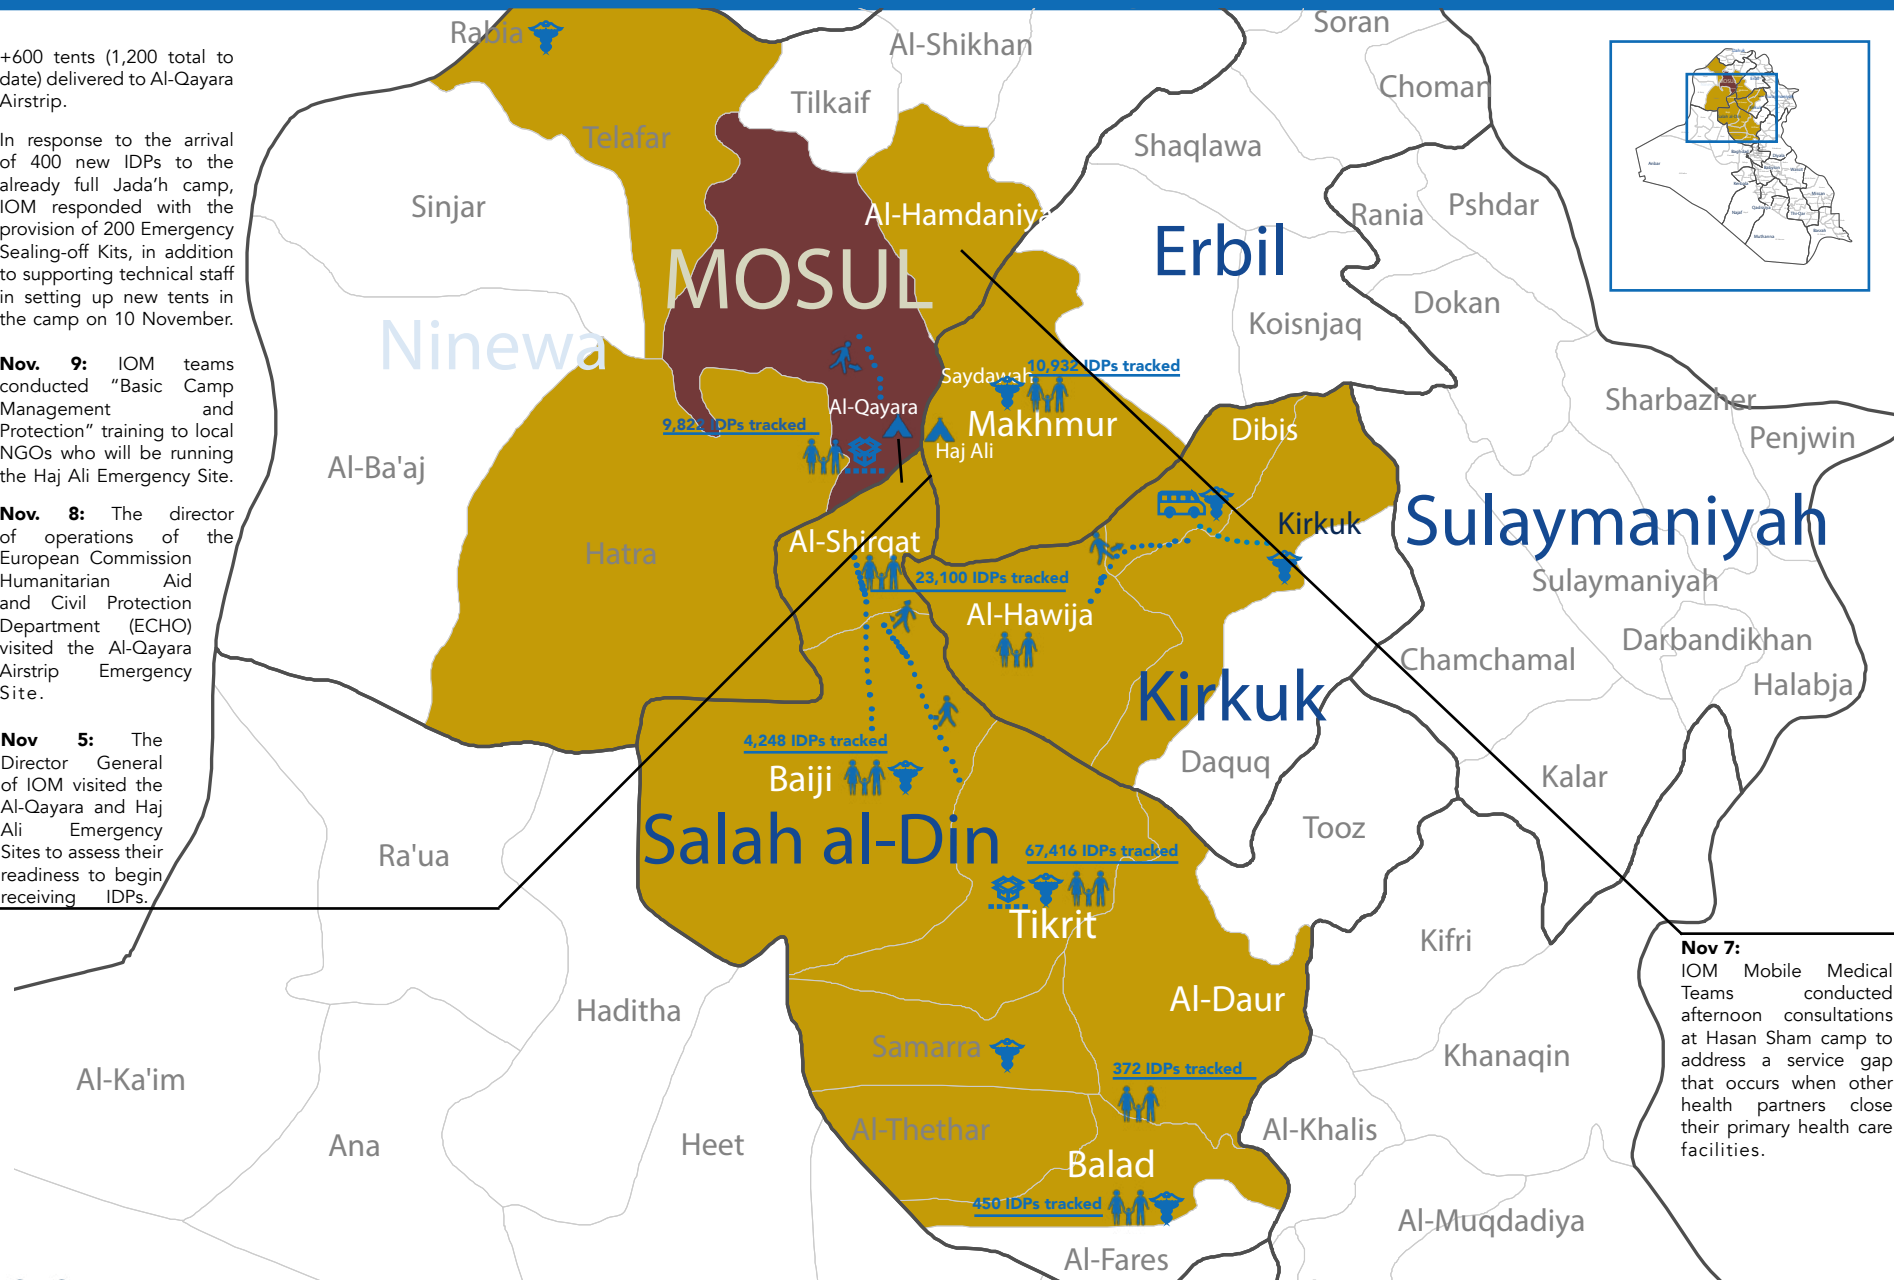 +600 tents (1,200 total to
date) delivered to Al-Qayara
Airstrip.
In response to the arrival
of 400 new IDPs to the
already full Jada'h camp,
IOM responded with the
provision of 200 Emergency
Sealing-off Kits, in addition
to supporting technical staff
in setting up new tents in
the camp on 10 November.
Nov. 9: IOM teams
conducted “Basic Camp
Management and
Protection” training to local
NGOs who will be running
the Haj Ali Emergency Site.
Nov. 8: The director
of operations of the
European Commission
Humanitarian Aid
and Civil Protection
Department (ECHO)
visited the Al-Qayara
Airstrip Emergency
Site.
Nov 5: The
Director General
of IOM visited the
Al-Qayara and Haj
Ali Emergency
Sites to assess their
readiness to begin
receiving IDPs.
Rabia
Al-Shikhan
Soran
Choman
Tilkaif
Telafar
Shaqlawa
Sinjar
Al-Hamdaniya
Rania
Pshdar
Erbil
MOSUL
Dokan
Koisnjaq
Ninewa
Saydawah
10,932 IDPs tracked
Al-Qayara
9,822 IDPs tracked
Makhmur
Haj Ali
Dibis
Sharbazher
Penjwin
Al-Ba'aj
Kirkuk
Sulaymaniyah
Al-Shirqat
Hatra
23,100 IDPs tracked
Sulaymaniyah
Al-Hawija
Darbandikhan
Chamchamal
Halabja
Kirkuk
4,248 IDPs tracked
Baiji
Daquq
Kalar
Salah al-Din
Tooz
Ra'ua
67,416 IDPs tracked
Tikrit
Kifri
Al-Daur
Haditha
Samarra
Khanaqin
372 IDPs tracked
Al-Ka'im
Al-Thethar
Al-Khalis
Ana
Heet
Balad
450 IDPs tracked
Al-Muqdadiya
Al-Fares
Nov 7:
IOM Mobile Medical
Teams conducted
afternoon consultations
at Hasan Sham camp to
address a service gap
that occurs when other
health partners close
their primary health care
facilities.